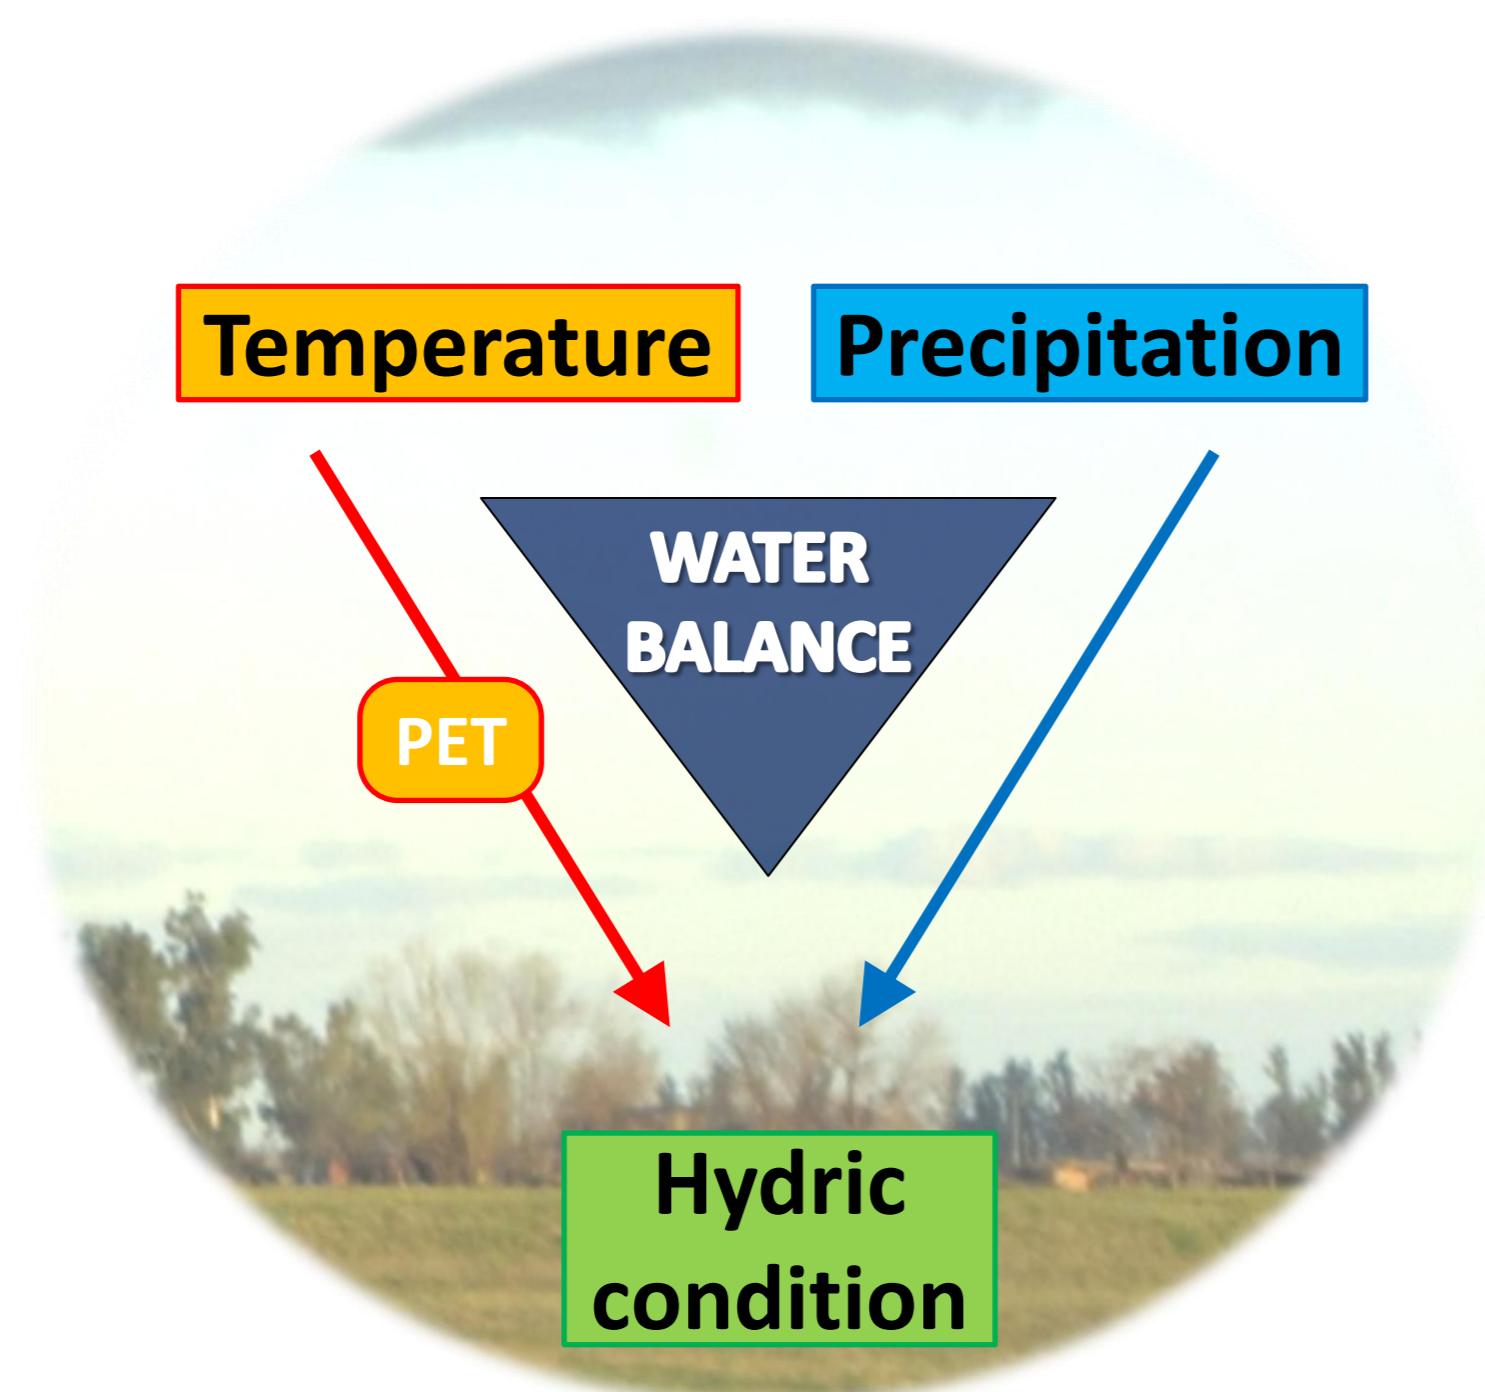 Temperature
Precipitation
WATER
BALANCE
PET
Hydric
condition